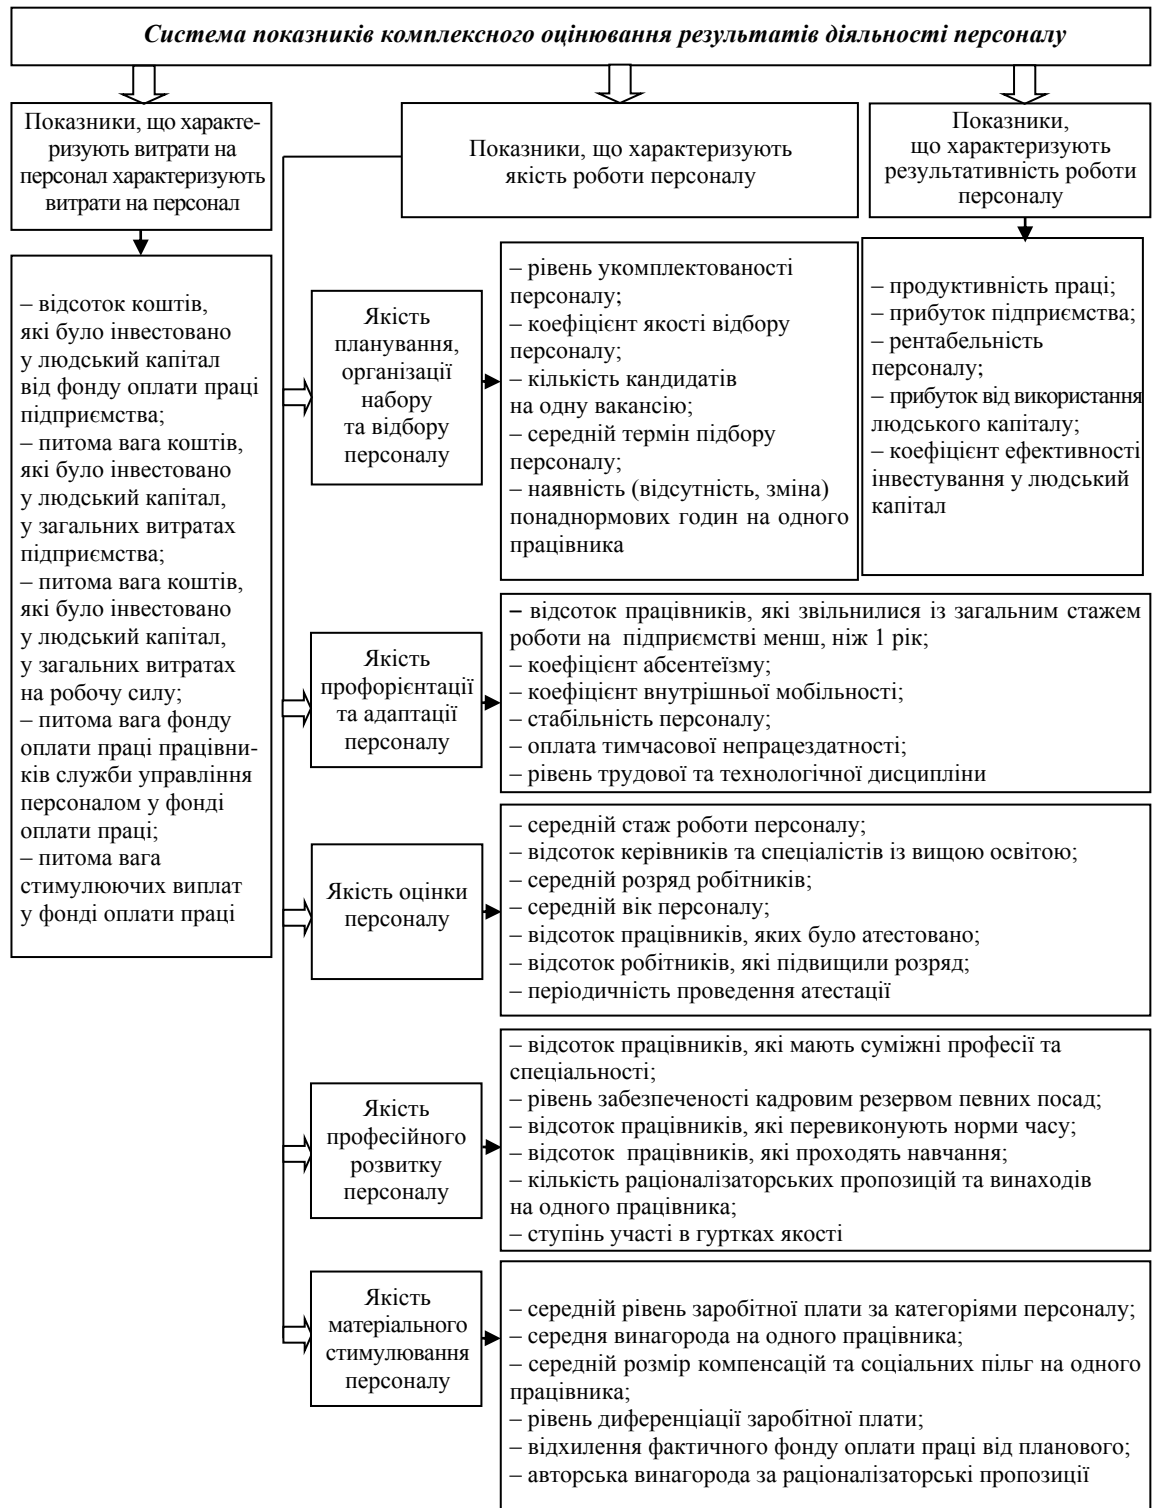 Система показників комплексного оцінювання результатів діяльності персоналу
Показники, що характе-
ризують витрати на
персонал характеризують
витрати на персонал
Показники, що характеризують
якість роботи персоналу
Показники,
що характеризують
результативність роботи
персоналу
– відсоток коштів,
які було інвестовано
у людський капітал
від фонду оплати праці
підприємства;
– питома вага коштів,
які було інвестовано
у людський капітал,
у загальних витратах
підприємства;
– питома вага коштів,
які було інвестовано
у людський капітал,
у загальних витратах
на робочу силу;
– питома вага фонду
оплати праці працівни-
ків служби управління
персоналом у фонді
оплати праці;
– питома вага
стимулюючих виплат
у фонді оплати праці
Якість
планування,
організації
набору
та відбору
персоналу
– рівень укомплектованості
персоналу;
– коефіцієнт якості відбору
персоналу;
– кількість кандидатів
на одну вакансію;
– середній термін підбору
персоналу;
– наявність (відсутність, зміна)
понаднормових годин на одного
працівника
– продуктивність праці;
– прибуток підприємства;
– рентабельність
персоналу;
– прибуток від використання
людського капіталу;
– коефіцієнт ефективності
інвестування у людський
капітал
Якість
профорієнтації
та адаптації
персоналу
– відсоток працівників, які звільнилися із загальним стажем
роботи на підприємстві менш, ніж 1 рік;
– коефіцієнт абсентеїзму;
– коефіцієнт внутрішньої мобільності;
– стабільність персоналу;
– оплата тимчасової непрацездатності;
– рівень трудової та технологічної дисципліни
Якість оцінки
персоналу
– середній стаж роботи персоналу;
– відсоток керівників та спеціалістів із вищою освітою;
– середній розряд робітників;
– середній вік персоналу;
– відсоток працівників, яких було атестовано;
– відсоток робітників, які підвищили розряд;
– періодичність проведення атестації
Якість
професійного
розвитку
персоналу
– відсоток працівників, які мають суміжні професії та
спеціальності;
– рівень забезпеченості кадровим резервом певних посад;
– відсоток працівників, які перевиконують норми часу;
– відсоток працівників, які проходять навчання;
– кількість раціоналізаторських пропозицій та винаходів
на одного працівника;
– ступінь участі в гуртках якості
Якість
матеріального
стимулювання
персоналу
– середній рівень заробітної плати за категоріями персоналу;
– середня винагорода на одного працівника;
– середній розмір компенсацій та соціальних пільг на одного
працівника;
– рівень диференціації заробітної плати;
– відхилення фактичного фонду оплати праці від планового;
– авторська винагорода за раціоналізаторські пропозиції